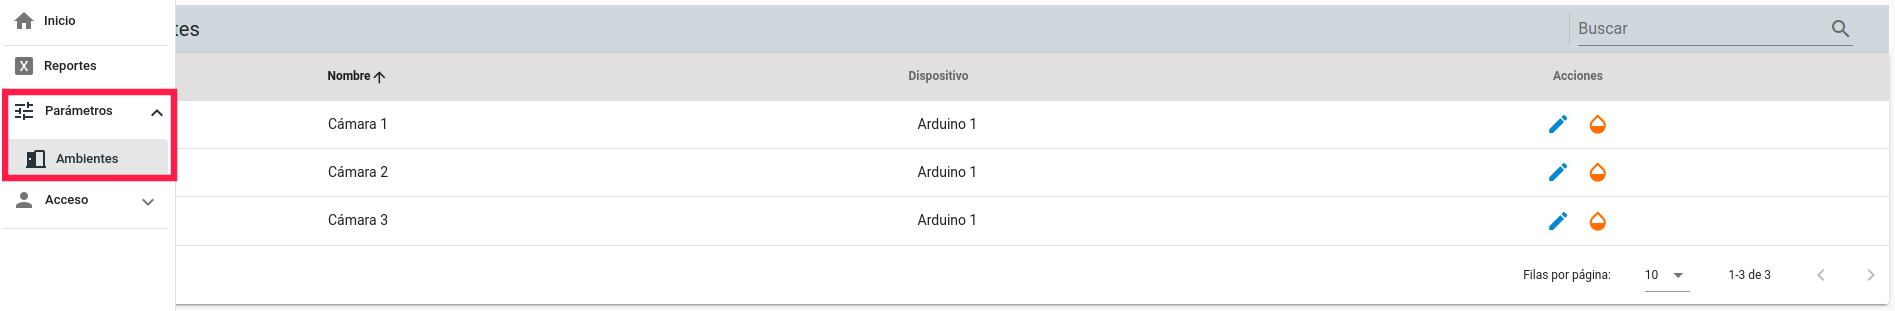 Inicio
Reportes
Parámetros
Ambientes
Acceso
tes
Buscar
Nombre
Dispositivo
Acciones
Cámara 1
Arduino 1
Cámara 2
Arduino 1
Cámara 3
Arduino 1
Filas por página:
10
1-3 de 3